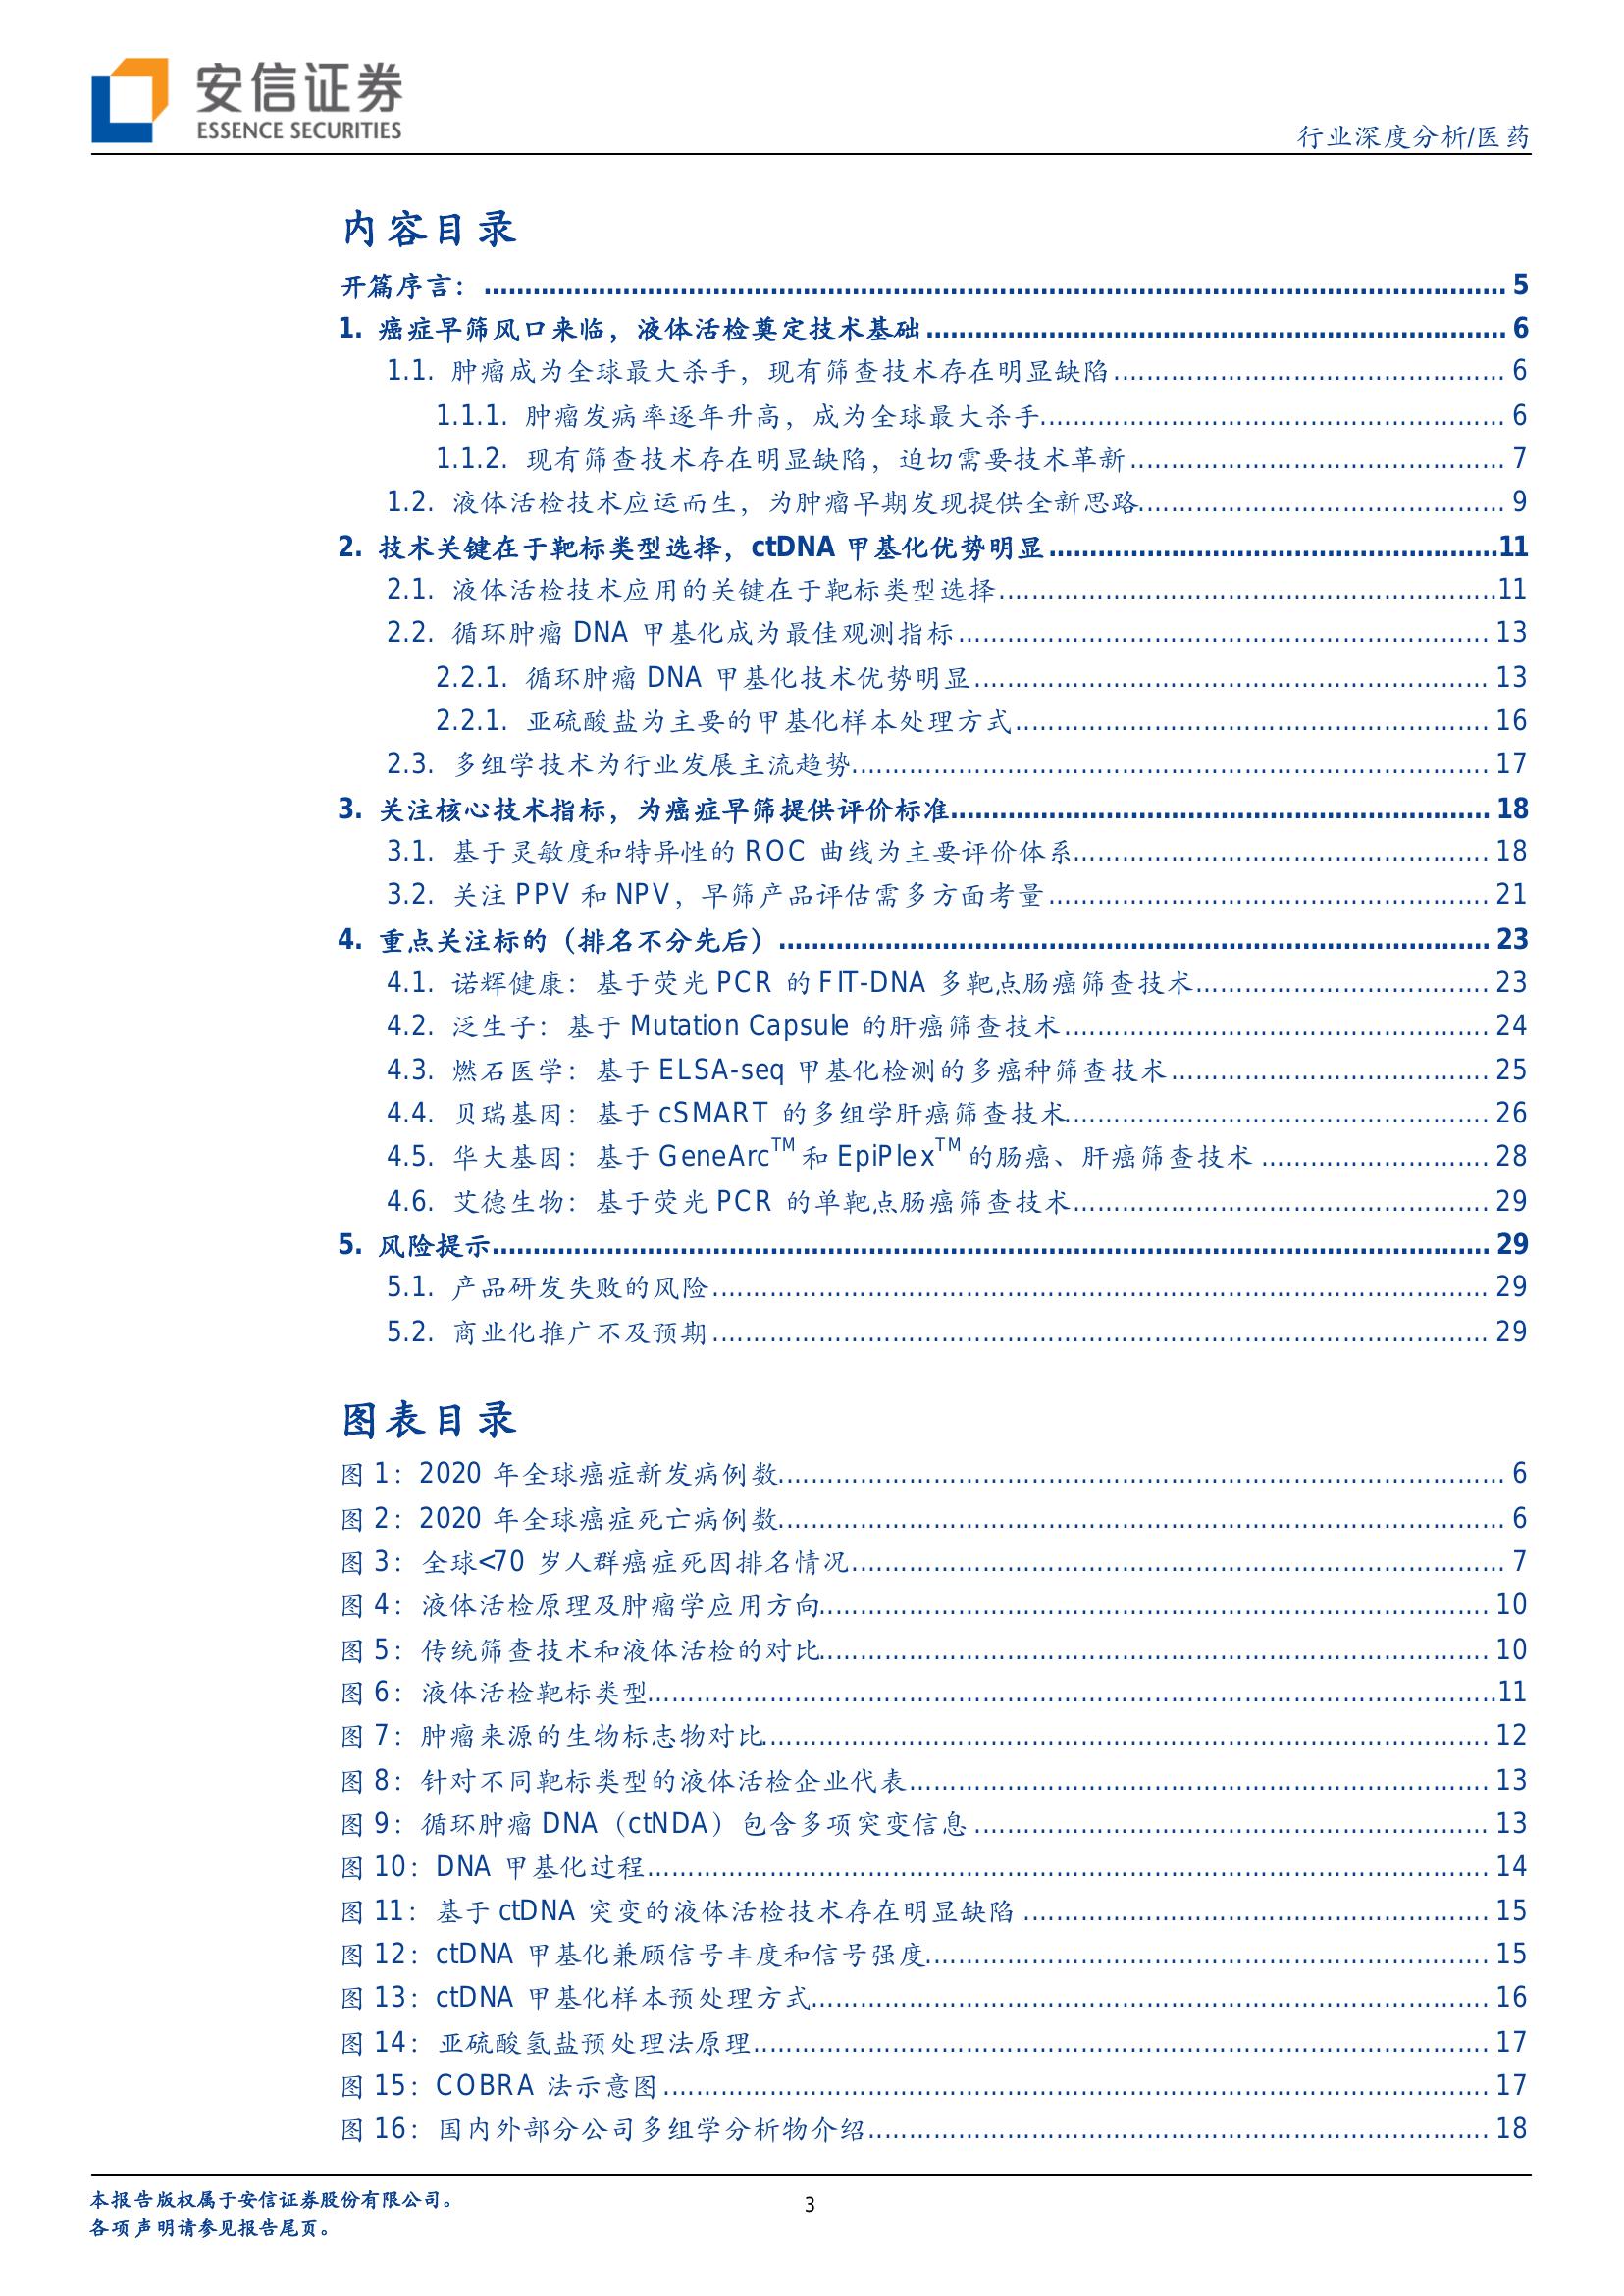 安信证券
ESSENCE SECURITIES
行业深度分析/医药
内容目录
开篇序言：................................................................ 5
1. 癌症早筛风口来临，液体活检奠定技术基础................................ 6
1.1. 肿瘤成为全球最大杀手，现有筛查技术存在明显缺陷................................ 6
1.1.1. 肿瘤发病率逐年升高，成为全球最大杀手................................ 6
1.1.2. 现有筛查技术存在明显缺陷，迫切需要技术革新................................ 7
1.2. 液体活检技术应运而生，为肿瘤早期发现提供全新思路................................ 9
2. 技术关键在于靶标类型选择，ctDNA 甲基化优势明显................................11
2.1. 液体活检技术应用的关键在于靶标类型选择................................11
2.2. 循环肿瘤 DNA 甲基化成为最佳观测指标................................ 13
2.2.1. 循环肿瘤 DNA 甲基化技术优势明显................................ 13
2.2.1. 亚硫酸盐为主要的甲基化样本处理方式................................ 16
2.3. 多组学技术为行业发展主流趋势................................ 17
3. 关注核心技术指标，为癌症早筛提供评价标准................................ 18
3.1. 基于灵敏度和特异性的 ROC 曲线为主要评价体系................................ 18
3.2. 关注 PPV 和 NPV，早筛产品评估需多方面考量................................ 21
4. 重点关注标的（排名不分先后）................................ 23
4.1. 诺辉健康：基于荧光 PCR 的 FIT-DNA 多靶点肠癌筛查技术................................ 23
4.2. 泛生子：基于 Mutation Capsule 的肝癌筛查技术................................ 24
4.3. 燃石医学：基于 ELSA-seq 甲基化检测的多癌种筛查技术................................ 25
4.4. 贝瑞基因：基于 cSMART 的多组学肝癌筛查技术................................ 26
4.5. 华大基因：基于 GeneArc™ 和 EpiPlex™ 的肠癌、肝癌筛查技术 ................................ 28
4.6. 艾德生物：基于荧光 PCR 的单靶点肠癌筛查技术................................ 29
5. 风险提示................................................................ 29
5.1. 产品研发失败的风险................................ 29
5.2. 商业化推广不及预期................................ 29
图表目录
图 1：2020 年全球癌症新发病例数................................ 6
图 2：2020 年全球癌症死亡病例数................................ 6
图 3：全球<70 岁人群癌症死因排名情况................................ 7
图 4：液体活检原理及肿瘤学应用方向................................ 10
图 5：传统筛查技术和液体活检的对比................................ 10
图 6：液体活检靶标类型................................11
图 7：肿瘤来源的生物标志物对比................................ 12
图 8：针对不同靶标类型的液体活检企业代表................................ 13
图 9：循环肿瘤 DNA（ctNDA）包含多项突变信息................................ 13
图 10：DNA 甲基化过程................................ 14
图 11：基于 ctDNA 突变的液体活检技术存在明显缺陷 ................................ 15
图 12：ctDNA 甲基化兼顾信号丰度和信号强度................................ 15
图 13：ctDNA 甲基化样本预处理方式................................ 16
图 14：亚硫酸氢盐预处理法原理................................ 17
图 15：COBRA 法示意图................................ 17
图 16：国内外部分公司多组学分析物介绍................................ 18
本报告版权属于安信证券股份有限公司。
各项声明请参见报告尾页。
3